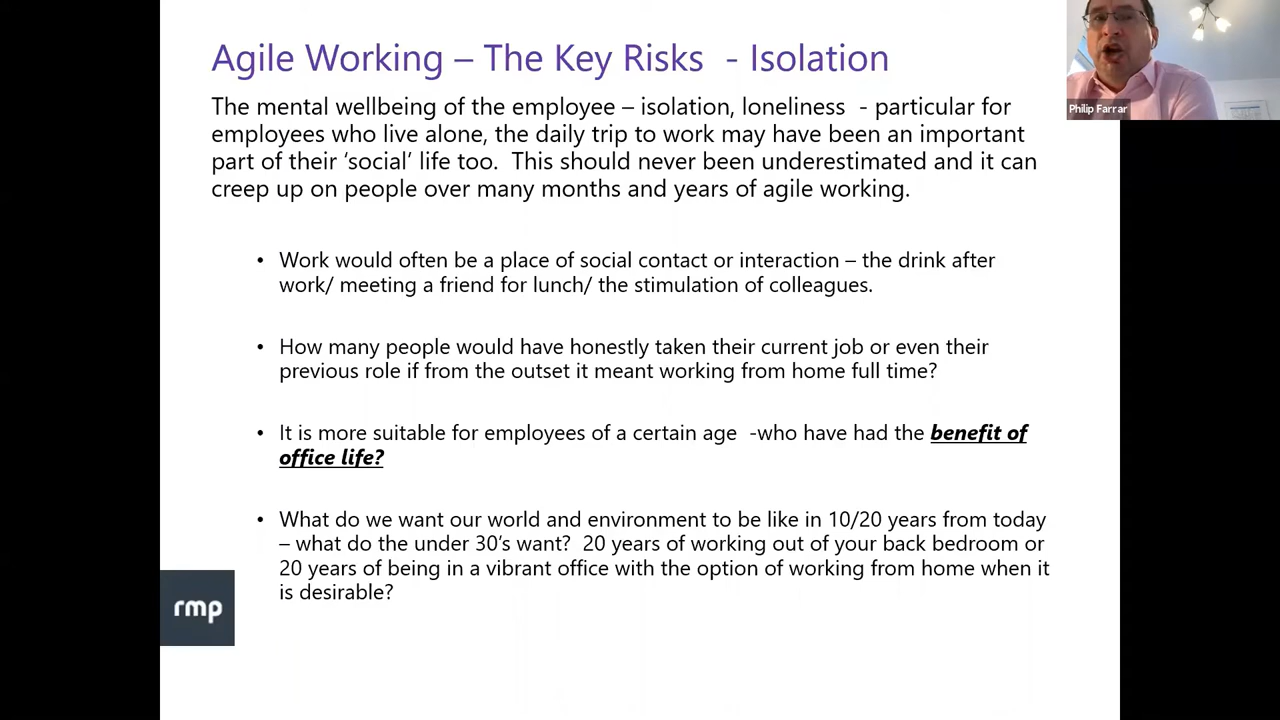 Agile Working – The Key Risks  - Isolation
The mental wellbeing of the employee – isolation, loneliness  - particular for
employees who live alone, the daily trip to work may have been an important
part of their ‘social’ life too.  This should never been underestimated and it can
creep up on people over many months and years of agile working.
• Work would often be a place of social contact or interaction – the drink after
work/ meeting a friend for lunch/ the stimulation of colleagues.
• How many people would have honestly taken their current job or even their
previous role if from the outset it meant working from home full time?
• It is more suitable for employees of a certain age  -who have had the benefit of
office life?
• What do we want our world and environment to be like in 10/20 years from today
– what do the under 30’s want?  20 years of working out of your back bedroom or
20 years of being in a vibrant office with the option of working from home when it
is desirable?
rmp
Philip Farrar